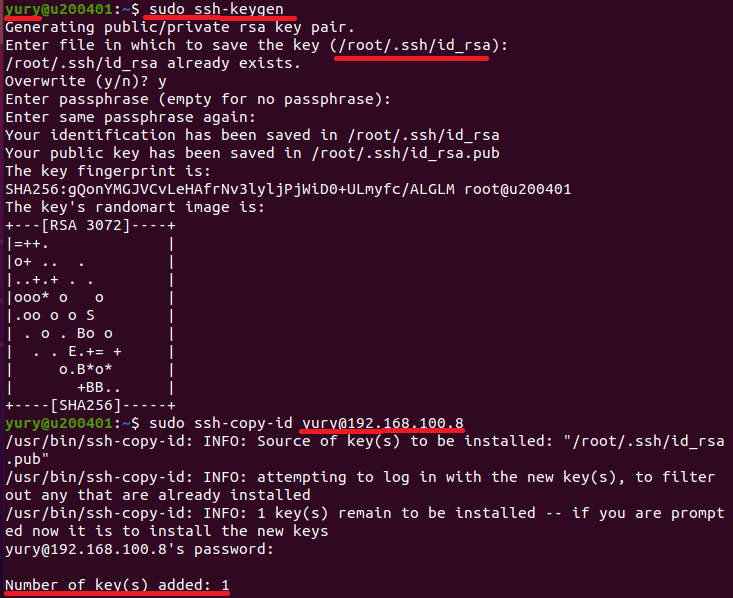 yury@u200401:~$ sudo ssh-keygen
Generating public/private rsa key pair.
Enter file in which to save the key (/root/.ssh/id_rsa):
/root/.ssh/id_rsa already exists.
Overwrite (y/n)? y
Enter passphrase (empty for no passphrase):
Enter same passphrase again:
Your identification has been saved in /root/.ssh/id_rsa
Your public key has been saved in /root/.ssh/id_rsa.pub
The key fingerprint is:
SHA256:gQonYMGJVCvLeHAfrNv3lyljPjWiD0+ULmyfc/ALGLM root@u200401
The key's randomart image is:
+---[RSA 3072]----+
|=++.             |
|o+ ..  .         |
|..+.+ . .        |
|ooo* o   o       |
|.oo o o S        |
| . o . Bo o      |
|  . . E.+= +     |
|     o.B*o*      |
|       +BB..     |
+----[SHA256]-----+
yury@u200401:~$ sudo ssh-copy-id yury@192.168.100.8
/usr/bin/ssh-copy-id: INFO: Source of key(s) to be installed: "/root/.ssh/id_rsa
.pub"
/usr/bin/ssh-copy-id: INFO: attempting to log in with the new key(s), to filter
out any that are already installed
/usr/bin/ssh-copy-id: INFO: 1 key(s) remain to be installed -- if you are prompt
ed now it is to install the new keys
yury@192.168.100.8's password:
Number of key(s) added: 1